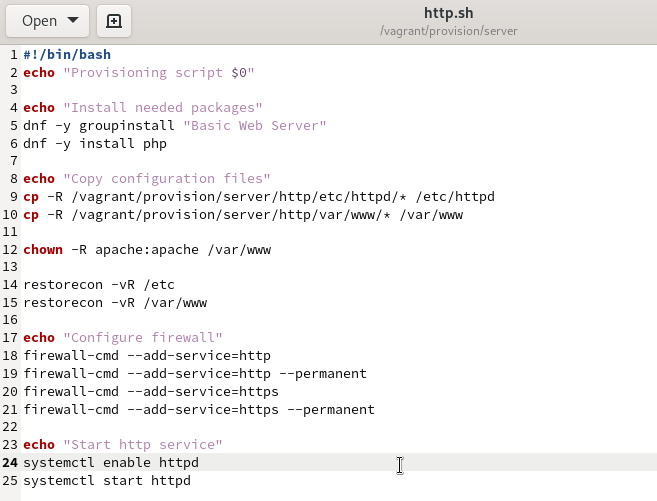 Open
http.sh
/vagrant/provision/server
1 #!/bin/bash
2 echo "Provisioning script $0"
3
4 echo "Install needed packages"
5 dnf -y groupinstall "Basic Web Server"
6 dnf -y install php
7
8 echo "Copy configuration files"
9 cp -R /vagrant/provision/server/http/etc/httpd/* /etc/httpd
10 cp -R /vagrant/provision/server/http/var/www/* /var/www
11
12 chown -R apache:apache /var/www
13
14 restorecon -vR /etc
15 restorecon -vR /var/www
16
17 echo "Configure firewall"
18 firewall-cmd --add-service=http
19 firewall-cmd --add-service=http --permanent
20 firewall-cmd --add-service=https
21 firewall-cmd --add-service=https --permanent
22
23 echo "Start http service"
24 systemctl enable httpd
25 systemctl start httpd